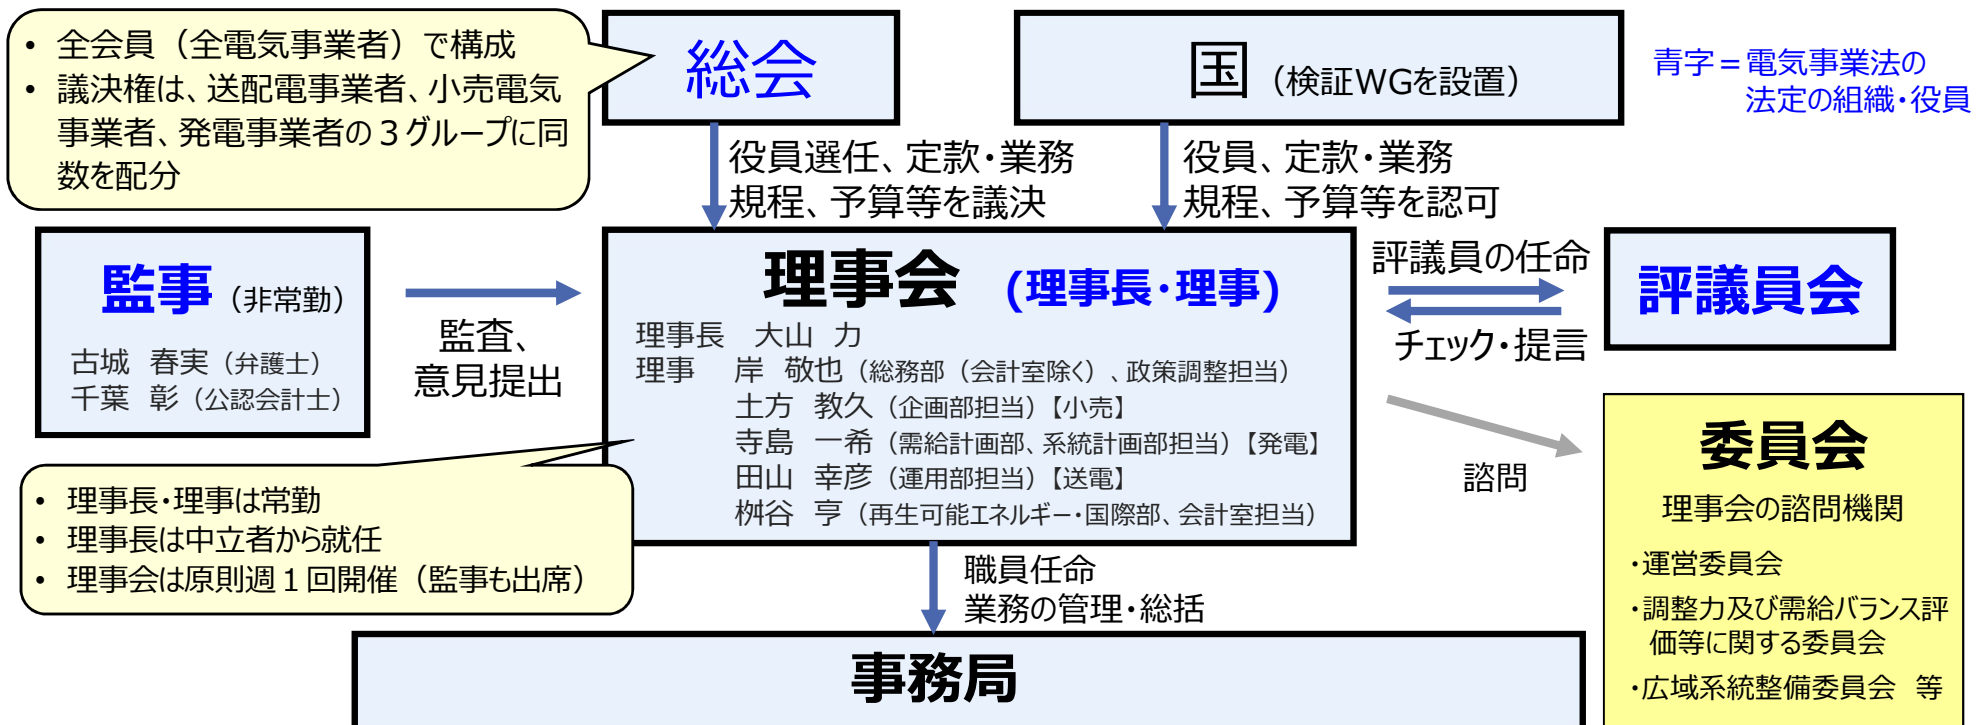 • 全会員（全電気事業者）で構成
• 議決権は、送配電事業者、小売電気
事業者、発電事業者の３グループに同
数を配分
総会
国（検証WGを設置）
青字＝電気事業法の
法定の組織・役員
役員選任、定款・業務
規程、予算等を議決
役員、定款・業務
規程、予算等を認可
監事（非常勤）
古城 春実（弁護士）
千葉 彰（公認会計士）
監査、
意見提出
理事会 (理事長・理事)
理事長 大山 力
理事 岸 敬也（総務部（会計室除く）、政策調整担当）
土方 教久（企画部担当）【小売】
寺島 一希（需給計画部、系統計画部担当）【発電】
田山 幸彦（運用部担当）【送電】
桝谷 亨（再生可能エネルギー・国際部、会計室担当）
評議員の任命
チェック・提言
評議員会
諮問
委員会
理事会の諮問機関
・運営委員会
・調整力及び需給バランス評
価等に関する委員会
・広域系統整備委員会 等
• 理事長・理事は常勤
• 理事長は中立者から就任
• 理事会は原則週１回開催（監事も出席）
職員任命
業務の管理・総括
事務局